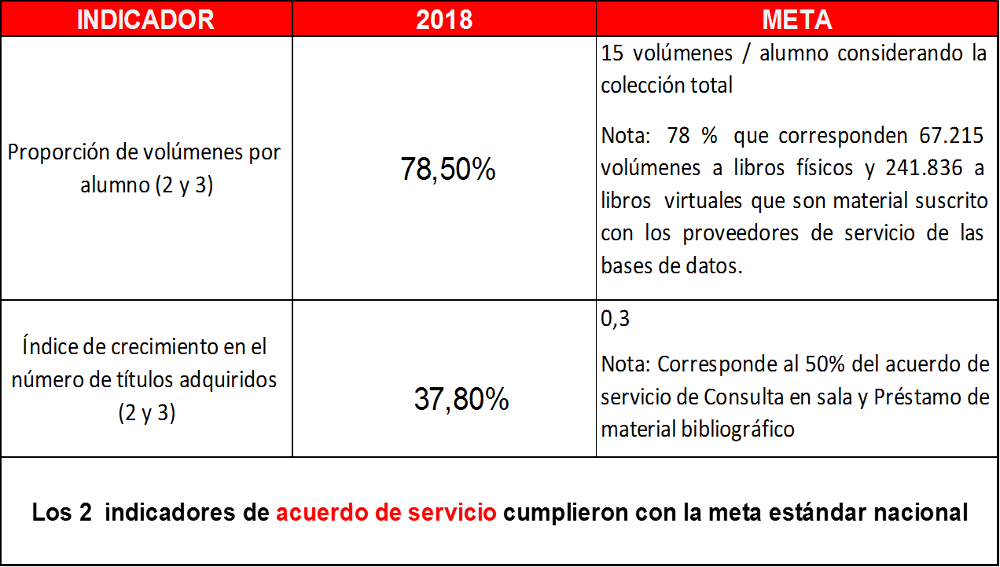 INDICADOR
2018
META
Proporción de volúmenes por
alumno (2 y 3)
78,50%
15 volúmenes / alumno considerando la
colección total
Nota: 78 % que corresponden 67.215
volúmenes a libros físicos y 241.836 a
libros virtuales que son material suscrito
con los proveedores de servicio de las
bases de datos.
Índice de crecimiento en el
número de títulos adquiridos
(2 y 3)
37,80%
0,3
Nota: Corresponde al 50% del acuerdo de
servicio de Consulta en sala y Préstamo de
material bibliográfico
Los 2 indicadores de acuerdo de servicio cumplieron con la meta estándar nacional